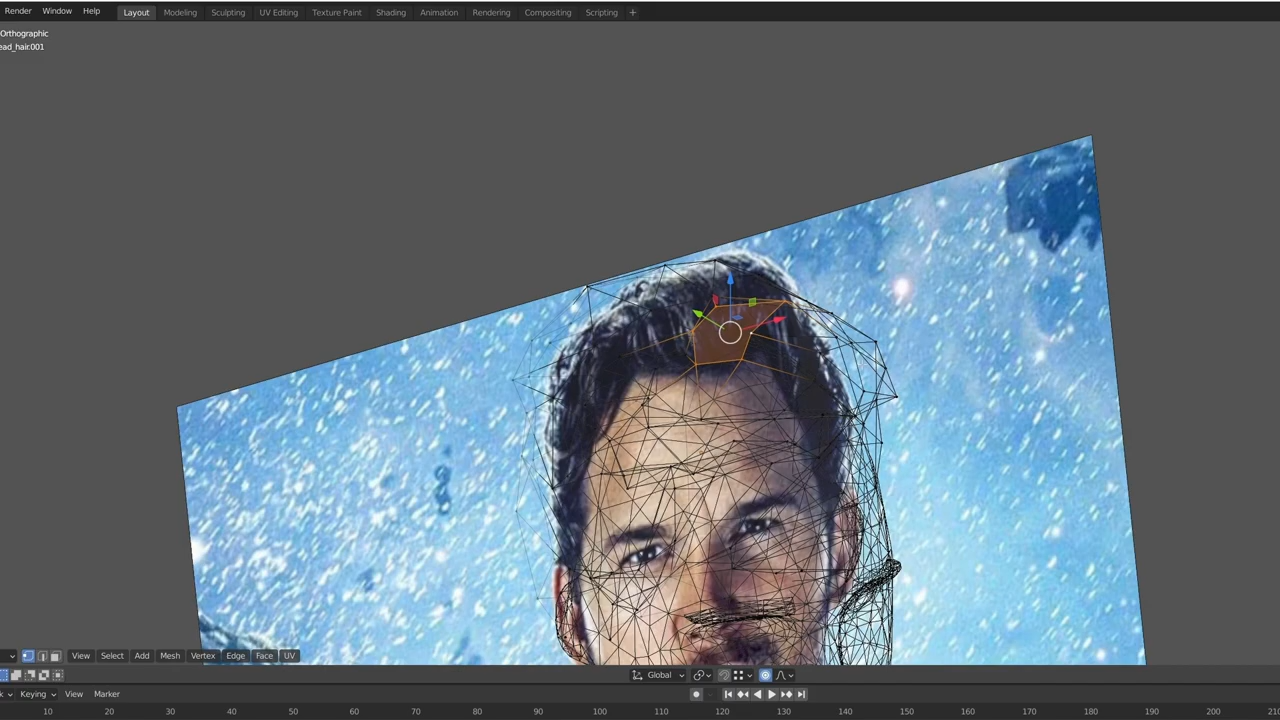 Render Window Help Layout Modeling Sculpting UV Editing Texture Paint Shading Animation Rendering Compositing Scripting +
Orthographic
ead_hair.001
View Select Add Mesh Vertex Edge Face UV
Global
k Keying View Marker
10 20 30 40 50 60 70 80 90 100 110 120 130 140 150 160 170 180 190 200 210